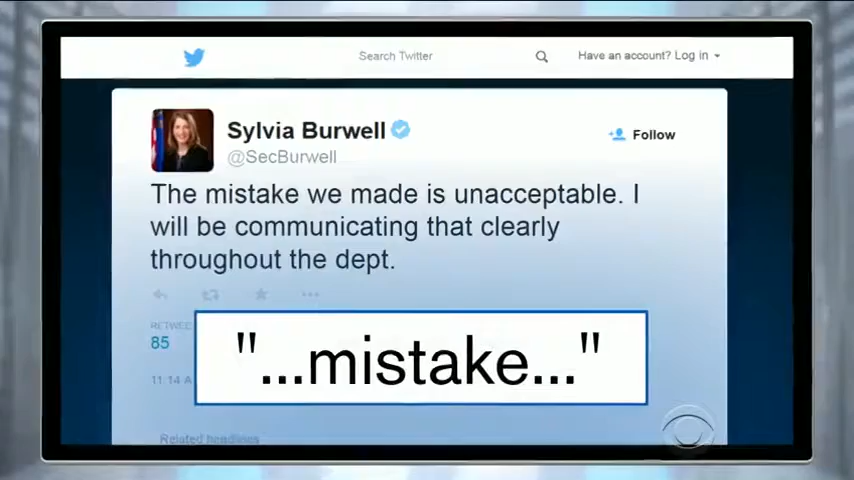 Search Twitter
Have an account? Log in
Sylvia Burwell
@SecBurwell
Follow
The mistake we made is unacceptable. I
will be communicating that clearly
throughout the dept.
RETWEE
85
11:14 A
"...mistake..."
Related headlines